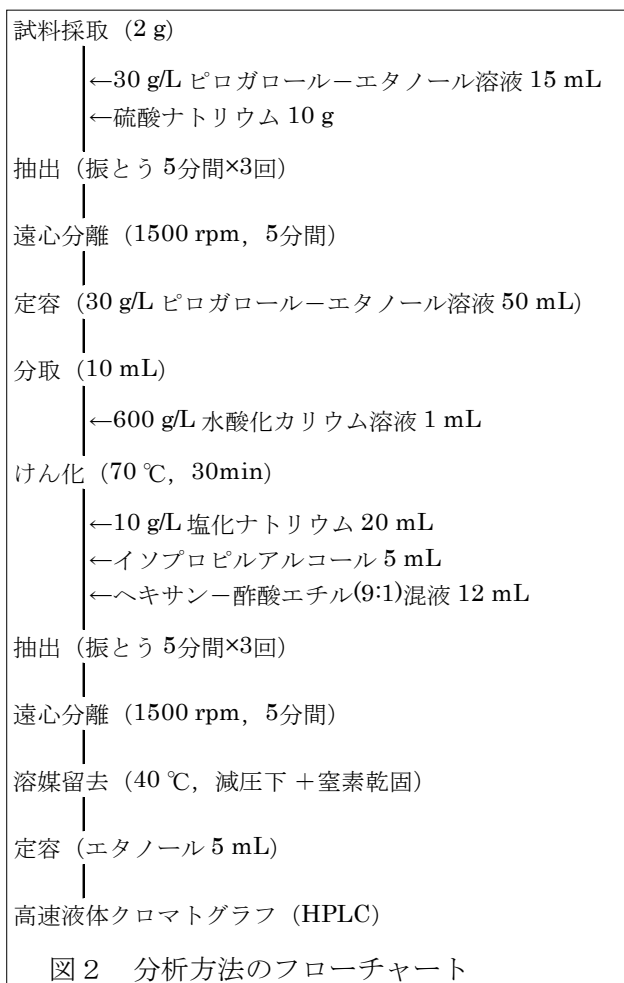 試料採取（2 g）
←30 g/L ピロガロール－エタノール溶液 15 mL
←硫酸ナトリウム 10 g
抽出（振とう 5分間×3回）
遠心分離（1500 rpm，5分間）
定容（30 g/L ピロガロール－エタノール溶液 50 mL）
分取（10 mL）
←600 g/L 水酸化カリウム溶液 1 mL
けん化（70 ℃，30min）
←10 g/L 塩化ナトリウム 20 mL
←イソプロピルアルコール 5 mL
←ヘキサン－酢酸エチル(9:1)混液 12 mL
抽出（振とう 5分間×3回）
遠心分離（1500 rpm，5分間）
溶媒留去（40 ℃，減圧下 ＋窒素乾固）
定容（エタノール 5 mL）
高速液体クロマトグラフ（HPLC）
図２　分析方法のフローチャート